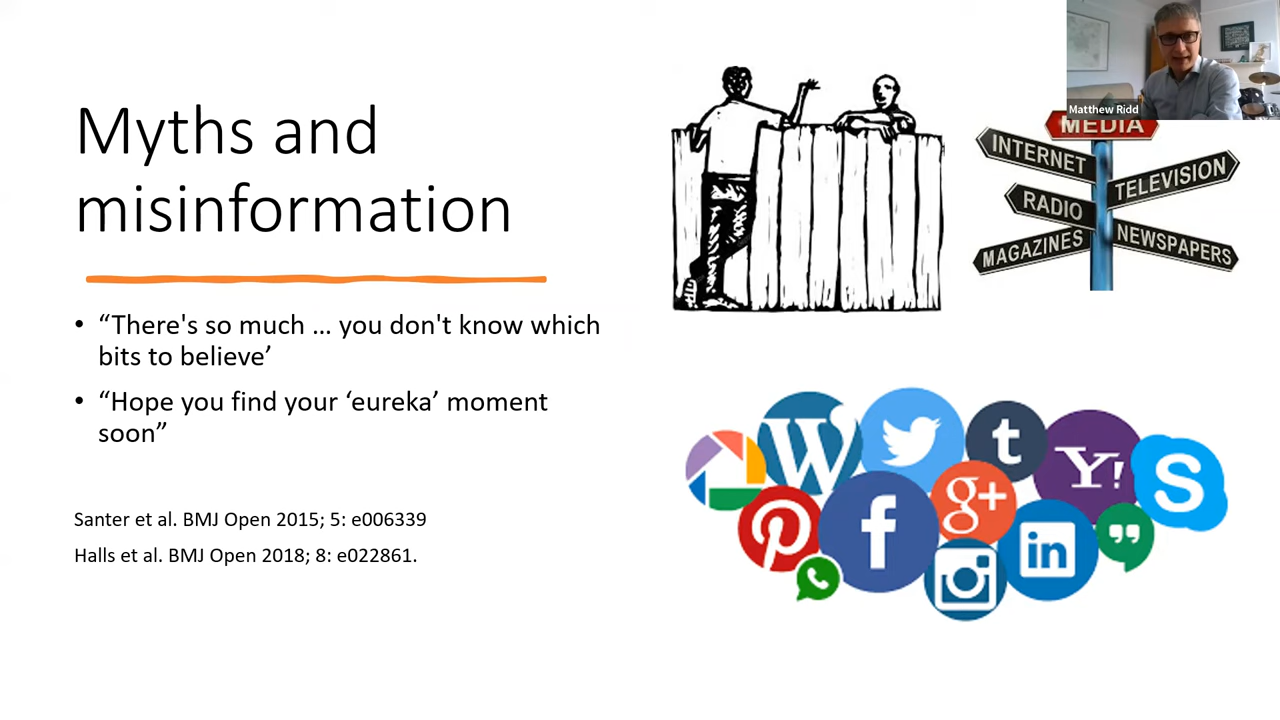 Myths and
misinformation
• “There's so much … you don't know which
bits to believe’
• “Hope you find your ‘eureka’ moment
soon”
Santer et al. BMJ Open 2015; 5: e006339
Halls et al. BMJ Open 2018; 8: e022861.
Matthew Ridd
MEDIA
INTERNET
TELEVISION
RADIO
MAGAZINES
NEWSPAPERS
W
t
Y!
S
f
g+
in